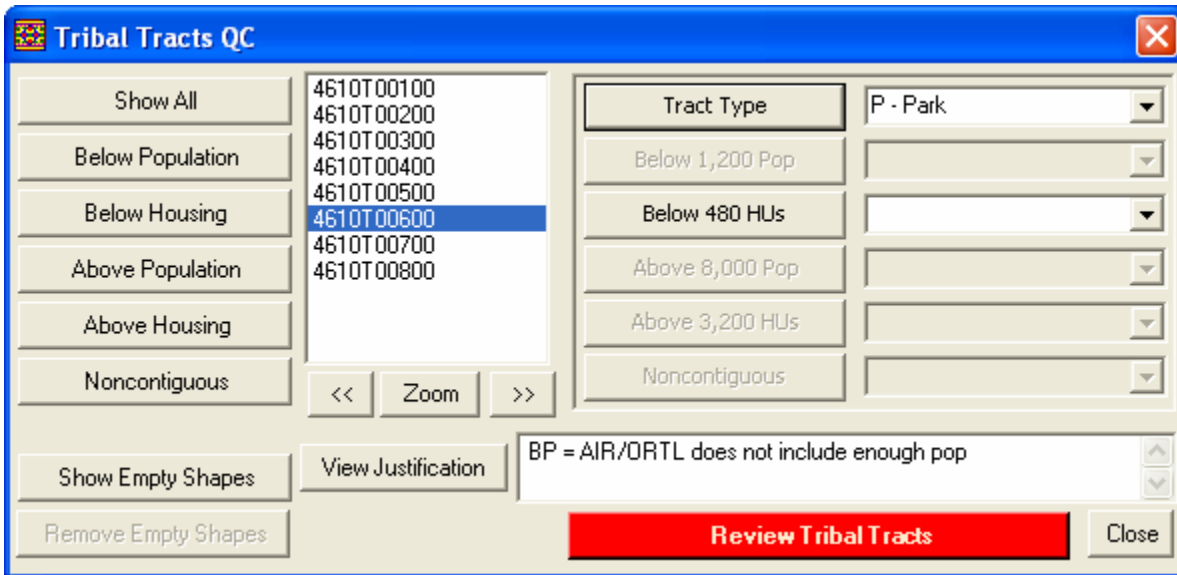 Tribal Tracts QC
Show All
Below Population
Below Housing
Above Population
Above Housing
Noncontiguous
Show Empty Shapes
Remove Empty Shapes
4610T00100
4610T00200
4610T00300
4610T00400
4610T00500
4610T00600
4610T00700
4610T00800
<< Zoom >>
View Justification
Tract Type P - Park
Below 1,200 Pop
Below 480 HUs
Above 8,000 Pop
Above 3,200 HUs
Noncontiguous
BP = AIR/ORTL does not include enough pop
Review Tribal Tracts
Close